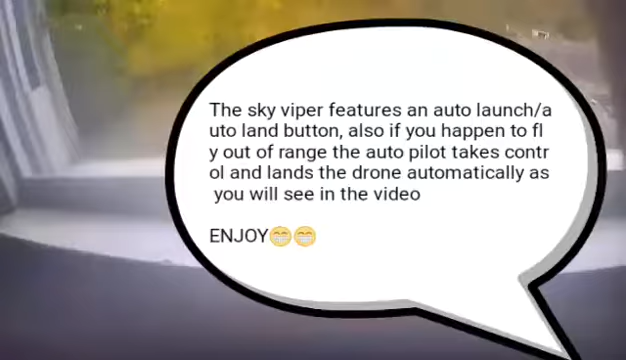 The sky viper features an auto launch/a
uto land button, also if you happen to fl
y out of range the auto pilot takes contr
ol and lands the drone automatically as
you will see in the video
ENJOY😁😁